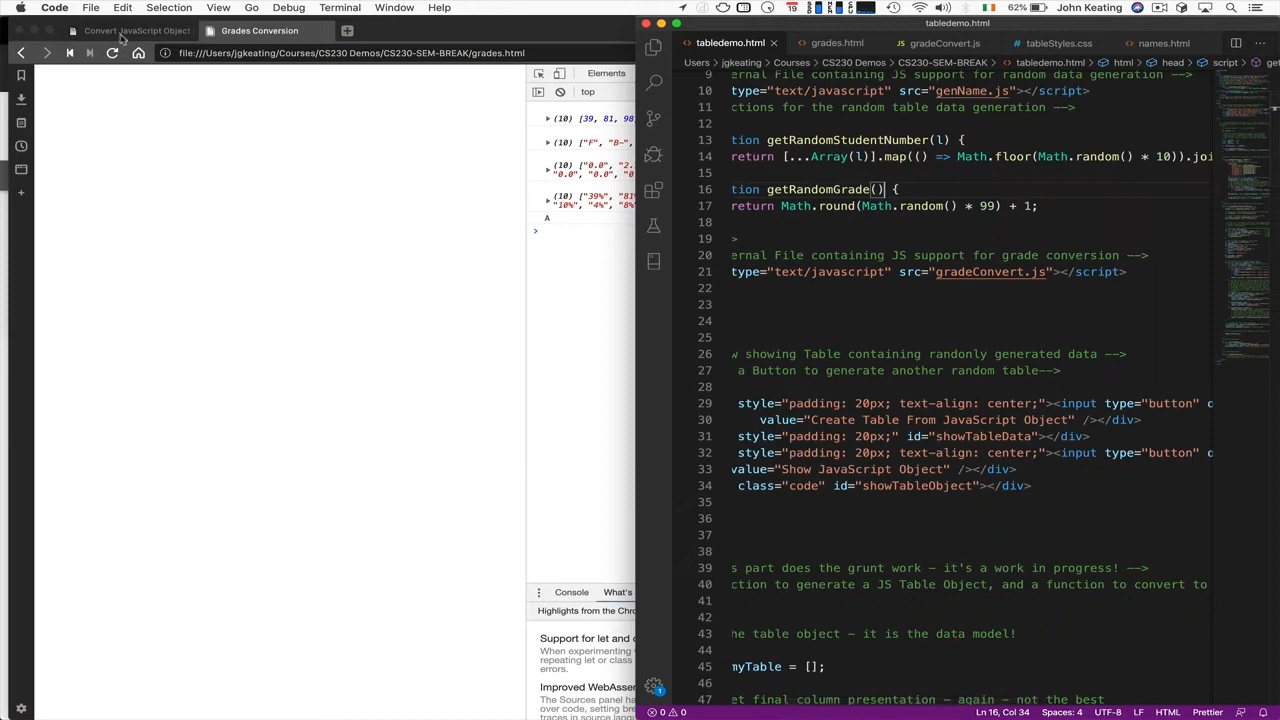 Code File Edit Selection View Go Debug Terminal Window Help
19 62% John Keating
Convert JavaScript Object
Grades Conversion
file:///Users/jgkeating/Courses/CS230 Demos/CS230-SEM-BREAK/grades.html
Elements
top
(10) [39, 81, 98
(10) ["F", "B-",
(10) ["0.0", "2.
"0.0", "0.0", "0
(10) ["39%", "81
"10%", "4%", "8%
A
Console What's
Highlights from the Chro
Support for let and c
When experimenting
repeating let or class
errors.
Improved WebAsser
The Sources panel ha
over code, setting bre
traces in source langu
tabledemo.html
tabledemo.html grades.html gradeConvert.js tableStyles.css names.html
jgkeating > Courses > CS230 Demos > CS230-SEM-BREAK > tabledemo.html > html > head > script > get
9 ernal File containing JS support for random data generation -->
10 type="text/javascript" src="genName.js"></script>
11 ctions for the random table data generation -->
12
13 tion getRandomStudentNumber(l) {
14 return [...Array(l)].map(() => Math.floor(Math.random() * 10)).joi
15
16 tion getRandomGrade() {
17 return Math.round(Math.random() * 99) + 1;
18
19 >
20 ernal File containing JS support for grade conversion -->
21 type="text/javascript" src="gradeConvert.js"></script>
22
23
24
25
26 w showing Table containing randonly generated data -->
27 a Button to generate another random table-->
28
29 style="padding: 20px; text-align: center;"><input type="button" o
30 value="Create Table From JavaScript Object" /></div>
31 style="padding: 20px;" id="showTableData"></div>
32 style="padding: 20px; text-align: center;"><input type="button" o
33 value="Show JavaScript Object" /></div>
34 class="code" id="showTableObject"></div>
35
36
37
38
39 s part does the grunt work - it's a work in progress! -->
40 ction to generate a JS Table Object, and a function to convert to
41
42
43 he table object - it is the data model!
44
45 myTable = [];
46
47 et final column presentation - again - not the best
1
0 0 Ln 16, Col 34 Spaces: 4 UTF-8 LF HTML Prettier